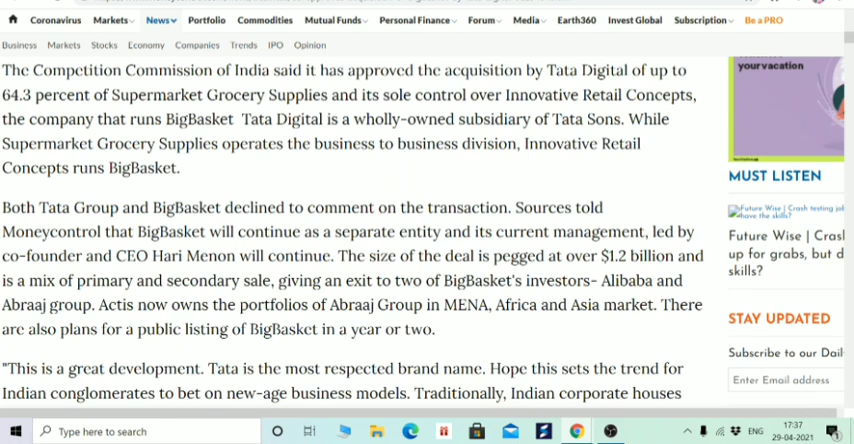 Coronavirus Markets News Portfolio Commodities Mutual Funds Personal Finance Forum Media Earth360 Invest Global Subscription Be a PRO
Business Markets Stocks Economy Companies Trends IPO Opinion
The Competition Commission of India said it has approved the acquisition by Tata Digital of up to
64.3 percent of Supermarket Grocery Supplies and its sole control over Innovative Retail Concepts,
the company that runs BigBasket Tata Digital is a wholly-owned subsidiary of Tata Sons. While
Supermarket Grocery Supplies operates the business to business division, Innovative Retail
Concepts runs BigBasket.
Both Tata Group and BigBasket declined to comment on the transaction. Sources told
Moneycontrol that BigBasket will continue as a separate entity and its current management, led by
co-founder and CEO Hari Menon will continue. The size of the deal is pegged at over $1.2 billion and
is a mix of primary and secondary sale, giving an exit to two of BigBasket's investors- Alibaba and
Abraaj group. Actis now owns the portfolios of Abraaj Group in MENA, Africa and Asia market. There
are also plans for a public listing of BigBasket in a year or two.
"This is a great development. Tata is the most respected brand name. Hope this sets the trend for
Indian conglomerates to bet on new-age business models. Traditionally, Indian corporate houses
your vacation
MUST LISTEN
Future Wise | Crash testing jo
have the skills?
Future Wise | Cras
up for grabs, but d
skills?
STAY UPDATED
Subscribe to our Dail
Enter Email address
Type here to search
ENG
17:37
29-04-2021